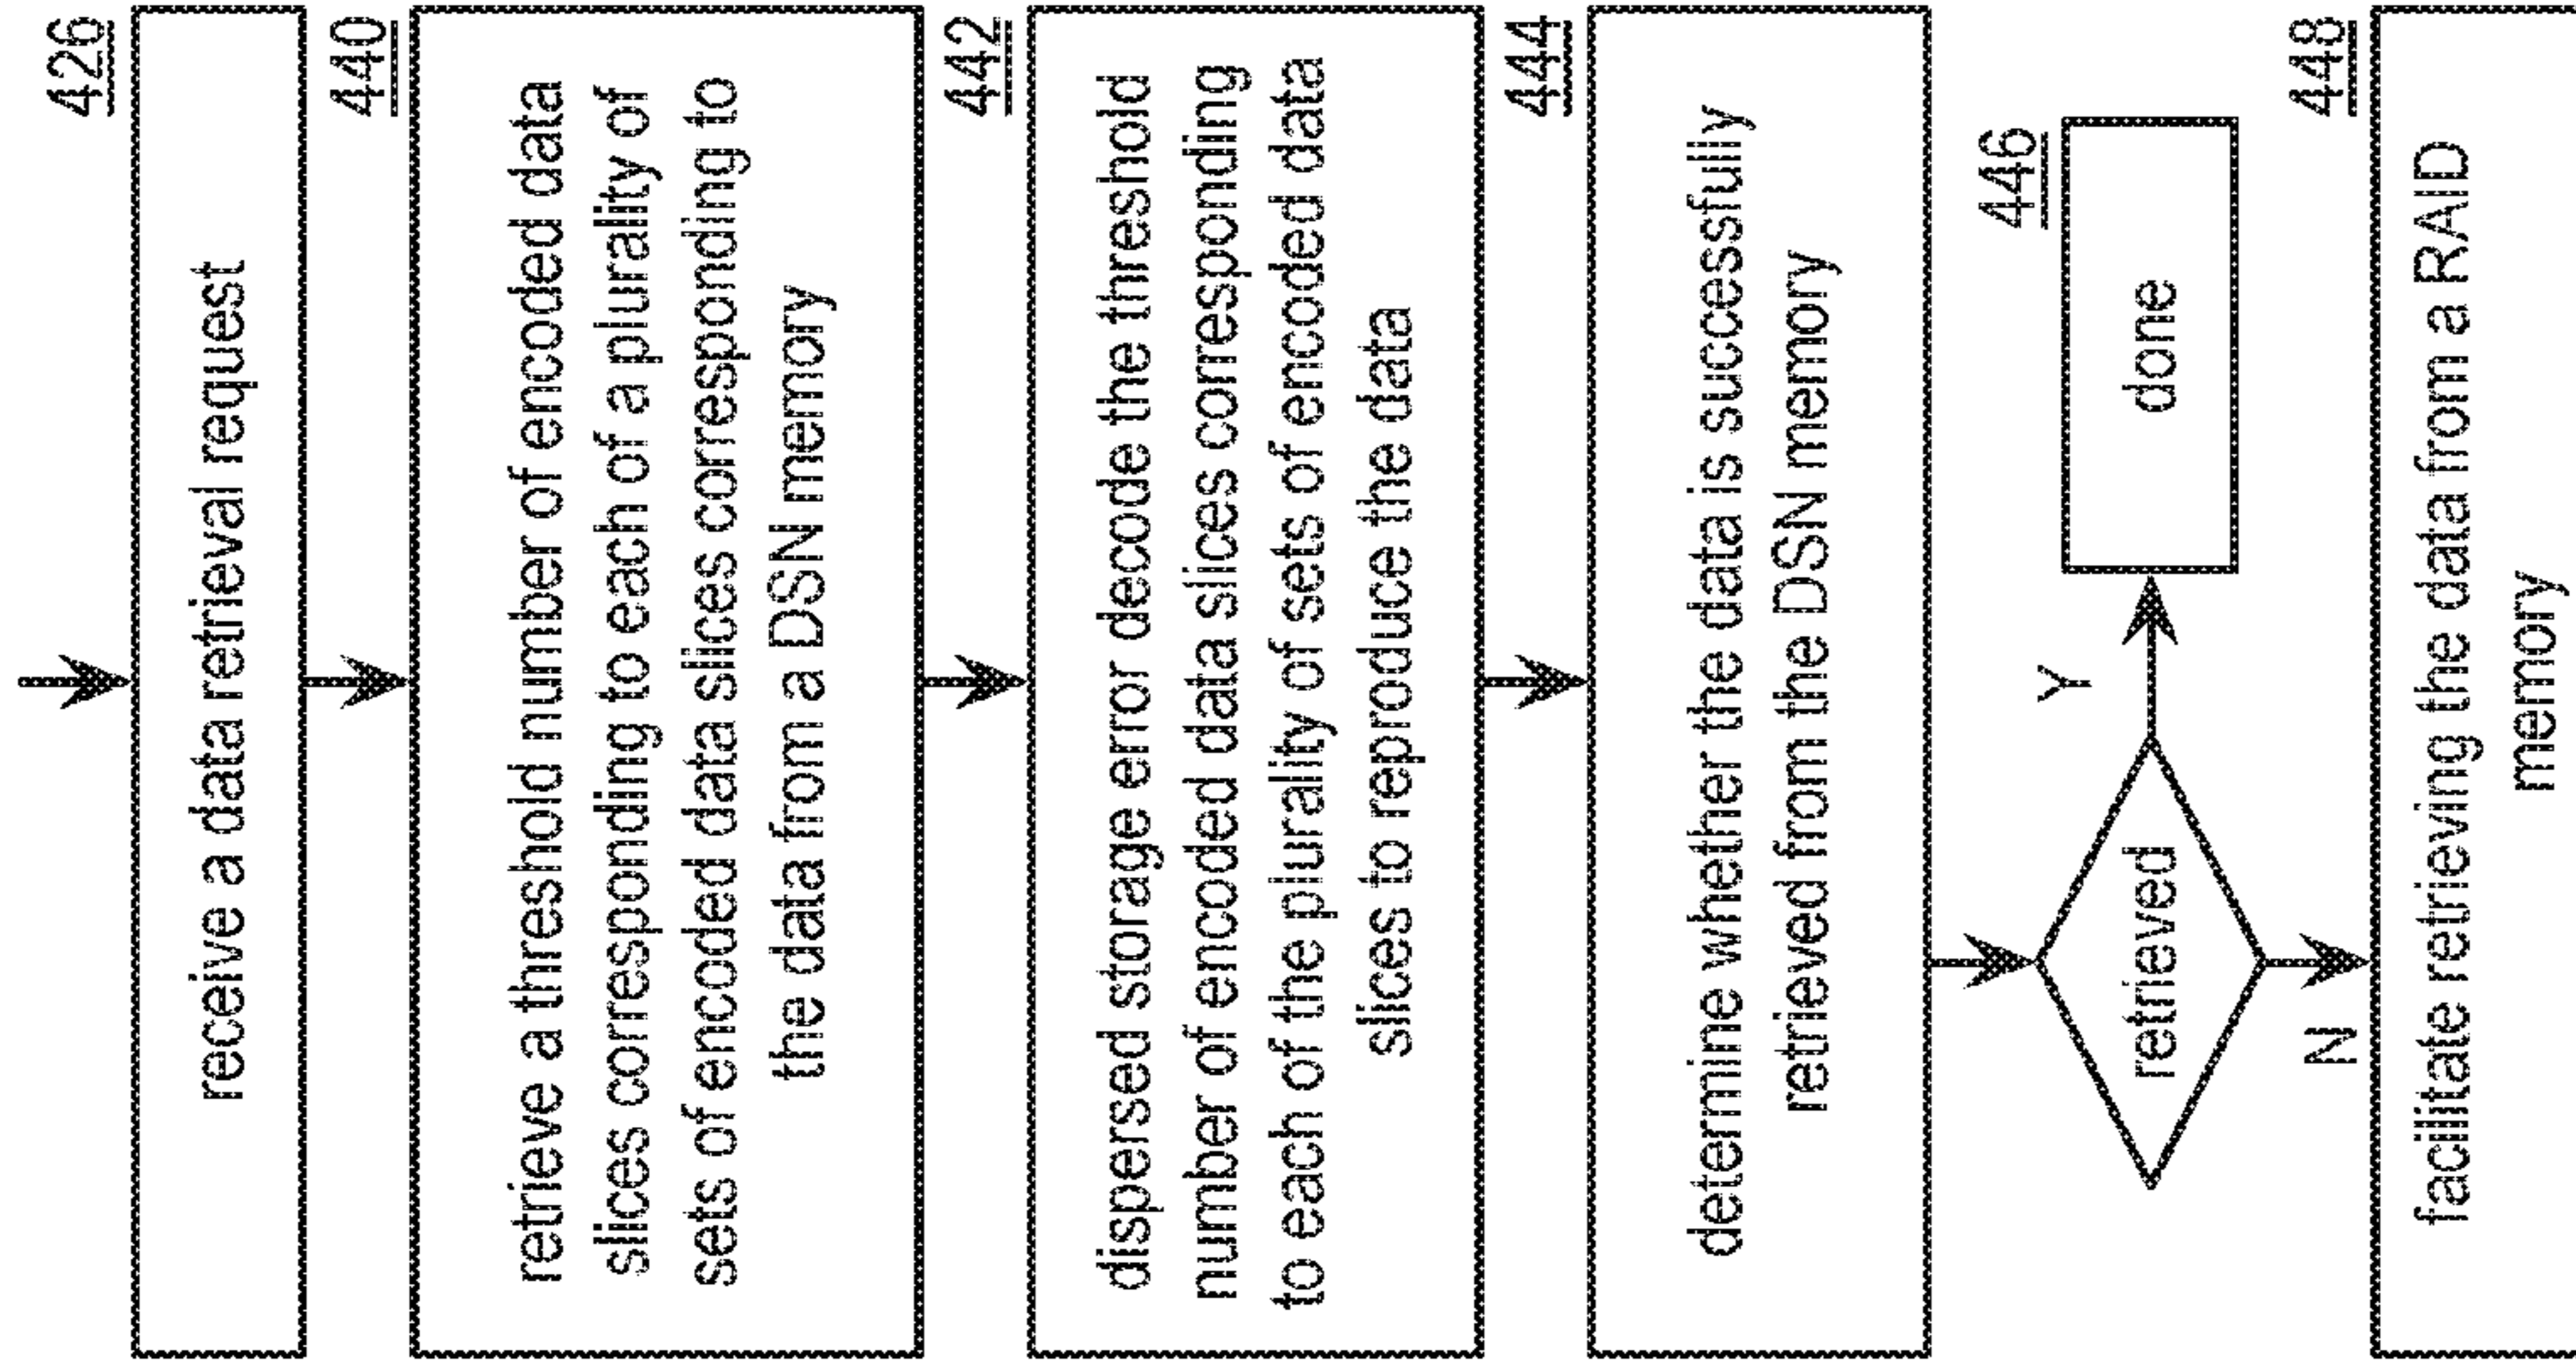 426
receive a data retrieval request
440
retrieve a threshold number of encoded data
slices corresponding to each of a plurality of
sets of encoded data slices corresponding to
the data from a DSN memory
442
dispersed storage error decode the threshold
number of encoded data slices corresponding
to each of the plurality of sets of encoded data
slices to reproduce the data
444
determine whether the data is successfully
retrieved from the DSN memory
446
retrieved
Y
done
N
448
facilitate retrieving the data from a RAID
memory